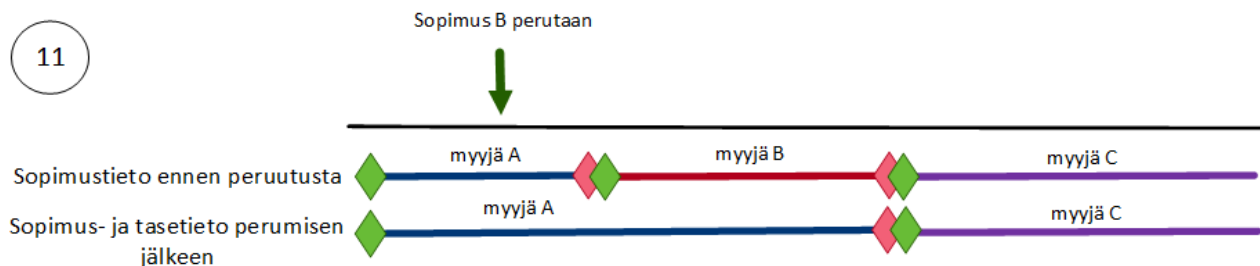 Sopimus B perutaan
11
myyjä A
myyjä B
myyjä C
Sopimustieto ennen peruutusta
myyjä A
myyjä C
Sopimus- ja tasetieto perumisen
jälkeen